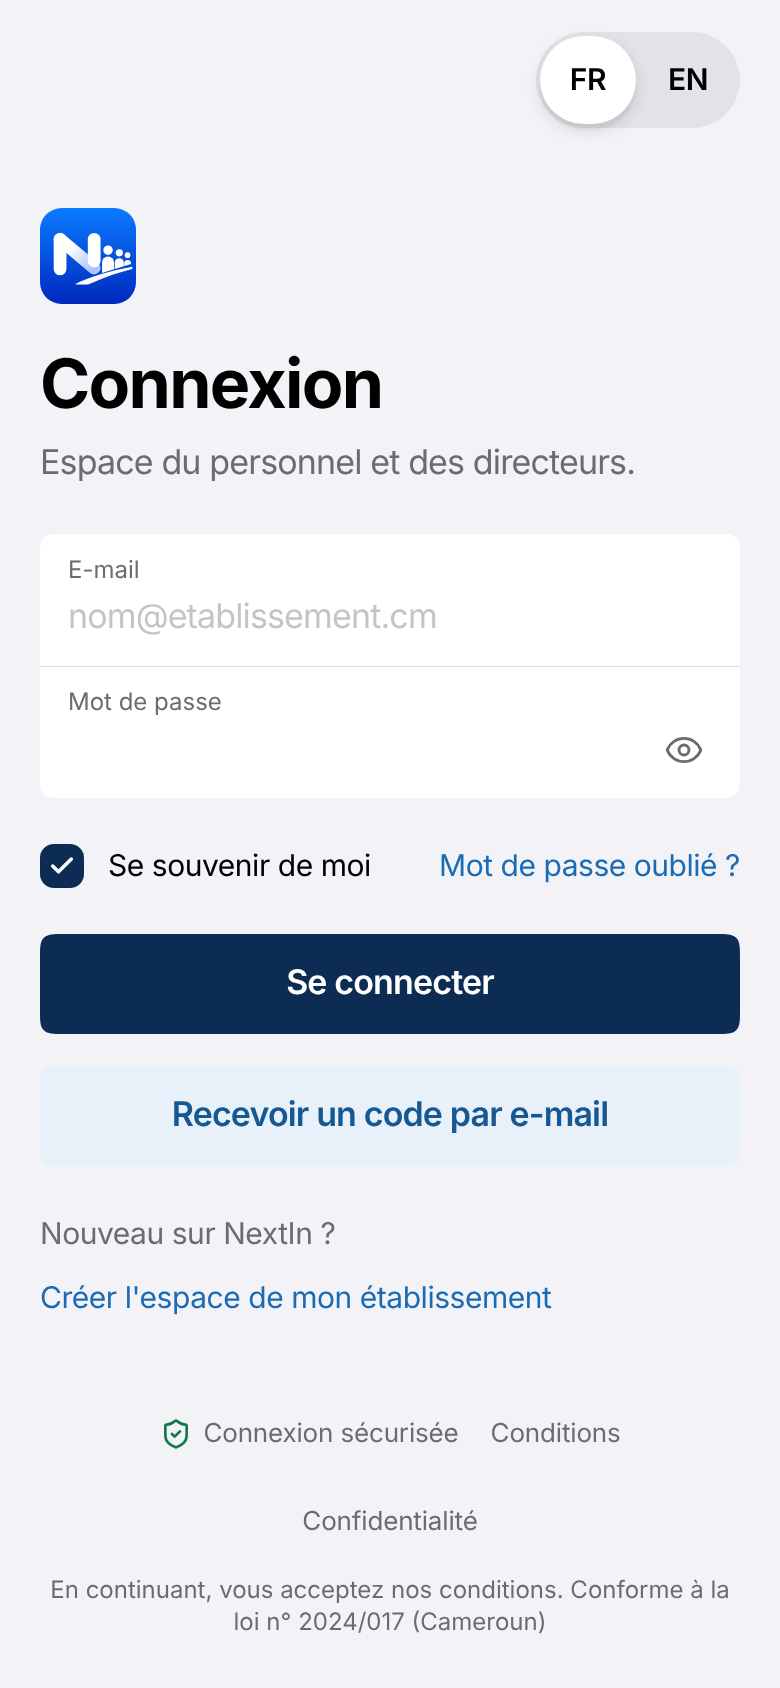 FR EN
Connexion
Espace du personnel et des directeurs.
E-mail
nom@etablissement.cm
Mot de passe
Se souvenir de moi Mot de passe oublié ?
Se connecter
Recevoir un code par e-mail
Nouveau sur NextIn ?
Créer l'espace de mon établissement
Connexion sécurisée Conditions
Confidentialité
En continuant, vous acceptez nos conditions. Conforme à la
loi n° 2024/017 (Cameroun)